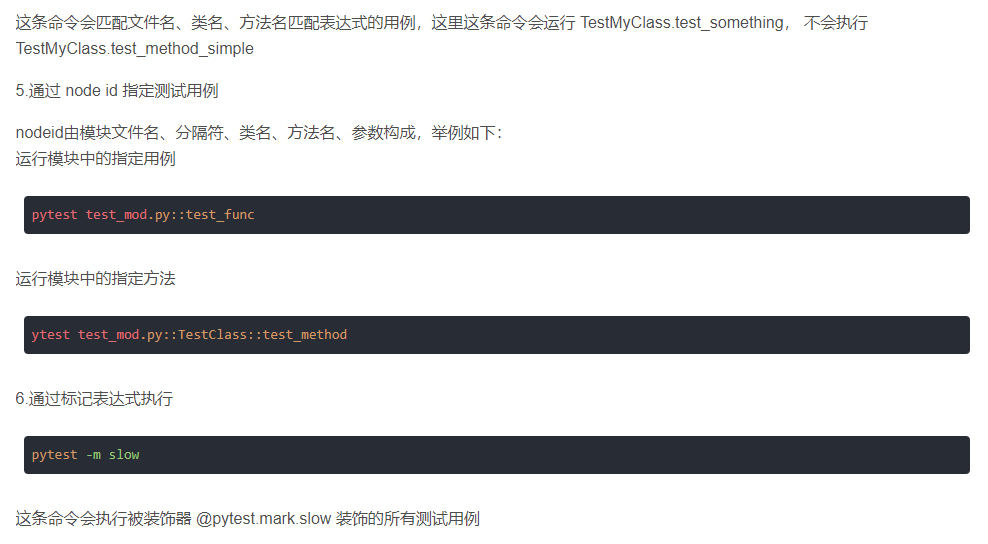 这条命令会匹配文件名、类名、方法名匹配表达式的用例，这里这条命令会运行 TestMyClass.test_something， 不会执行
TestMyClass.test_method_simple
5.通过 node id 指定测试用例
nodeid由模块文件名、分隔符、类名、方法名、参数构成，举例如下：
运行模块中的指定用例
pytest test_mod.py::test_func
运行模块中的指定方法
ytest test_mod.py::TestClass::test_method
6.通过标记表达式执行
pytest -m slow
这条命令会执行被装饰器 @pytest.mark.slow 装饰的所有测试用例